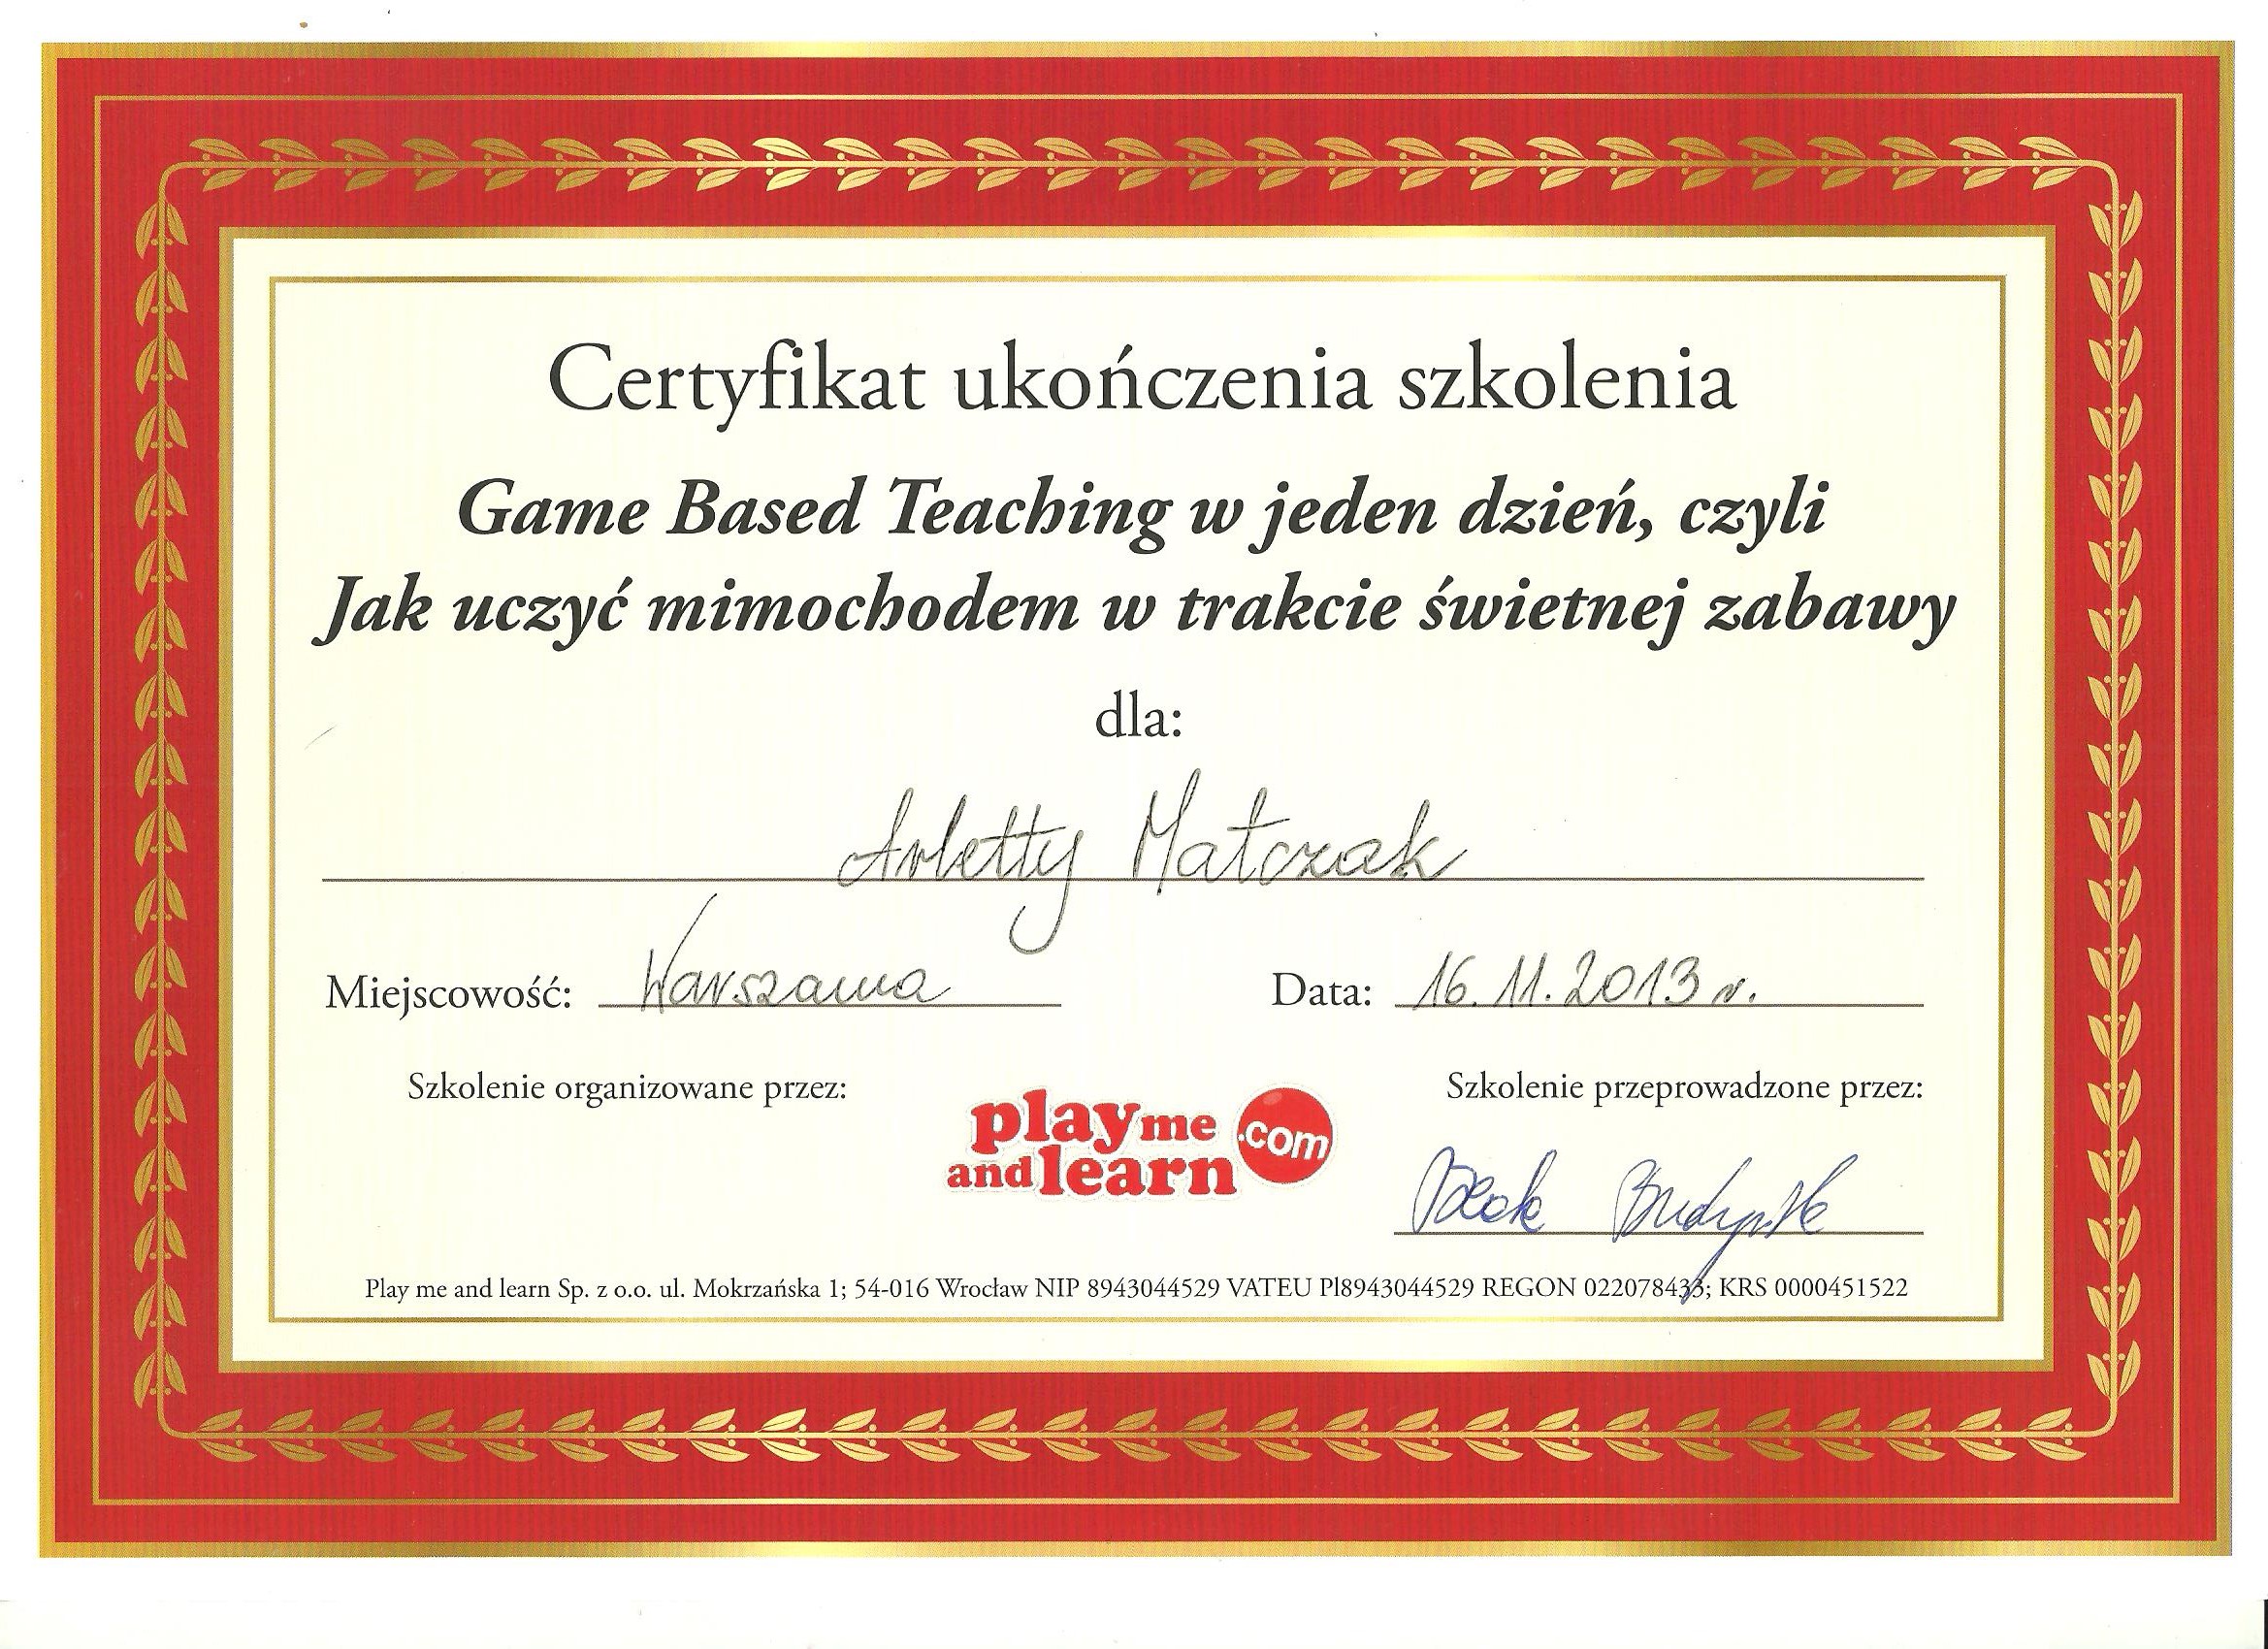 Certyfikat ukończenia szkolenia
Game Based Teaching w jeden dzień, czyli
Jak uczyć mimochodem w trakcie świetnej zabawy
dla:
Arletty Matczak
Miejscowość: Warszawa Data: 16.11.2013 r.
Szkolenie organizowane przez: Szkolenie przeprowadzone przez:
play me .com
and learn
Play me and learn Sp. z o.o. ul. Mokrzańska 1; 54-016 Wrocław NIP 8943044529 VATEU Pl8943044529 REGON 022078433; KRS 0000451522